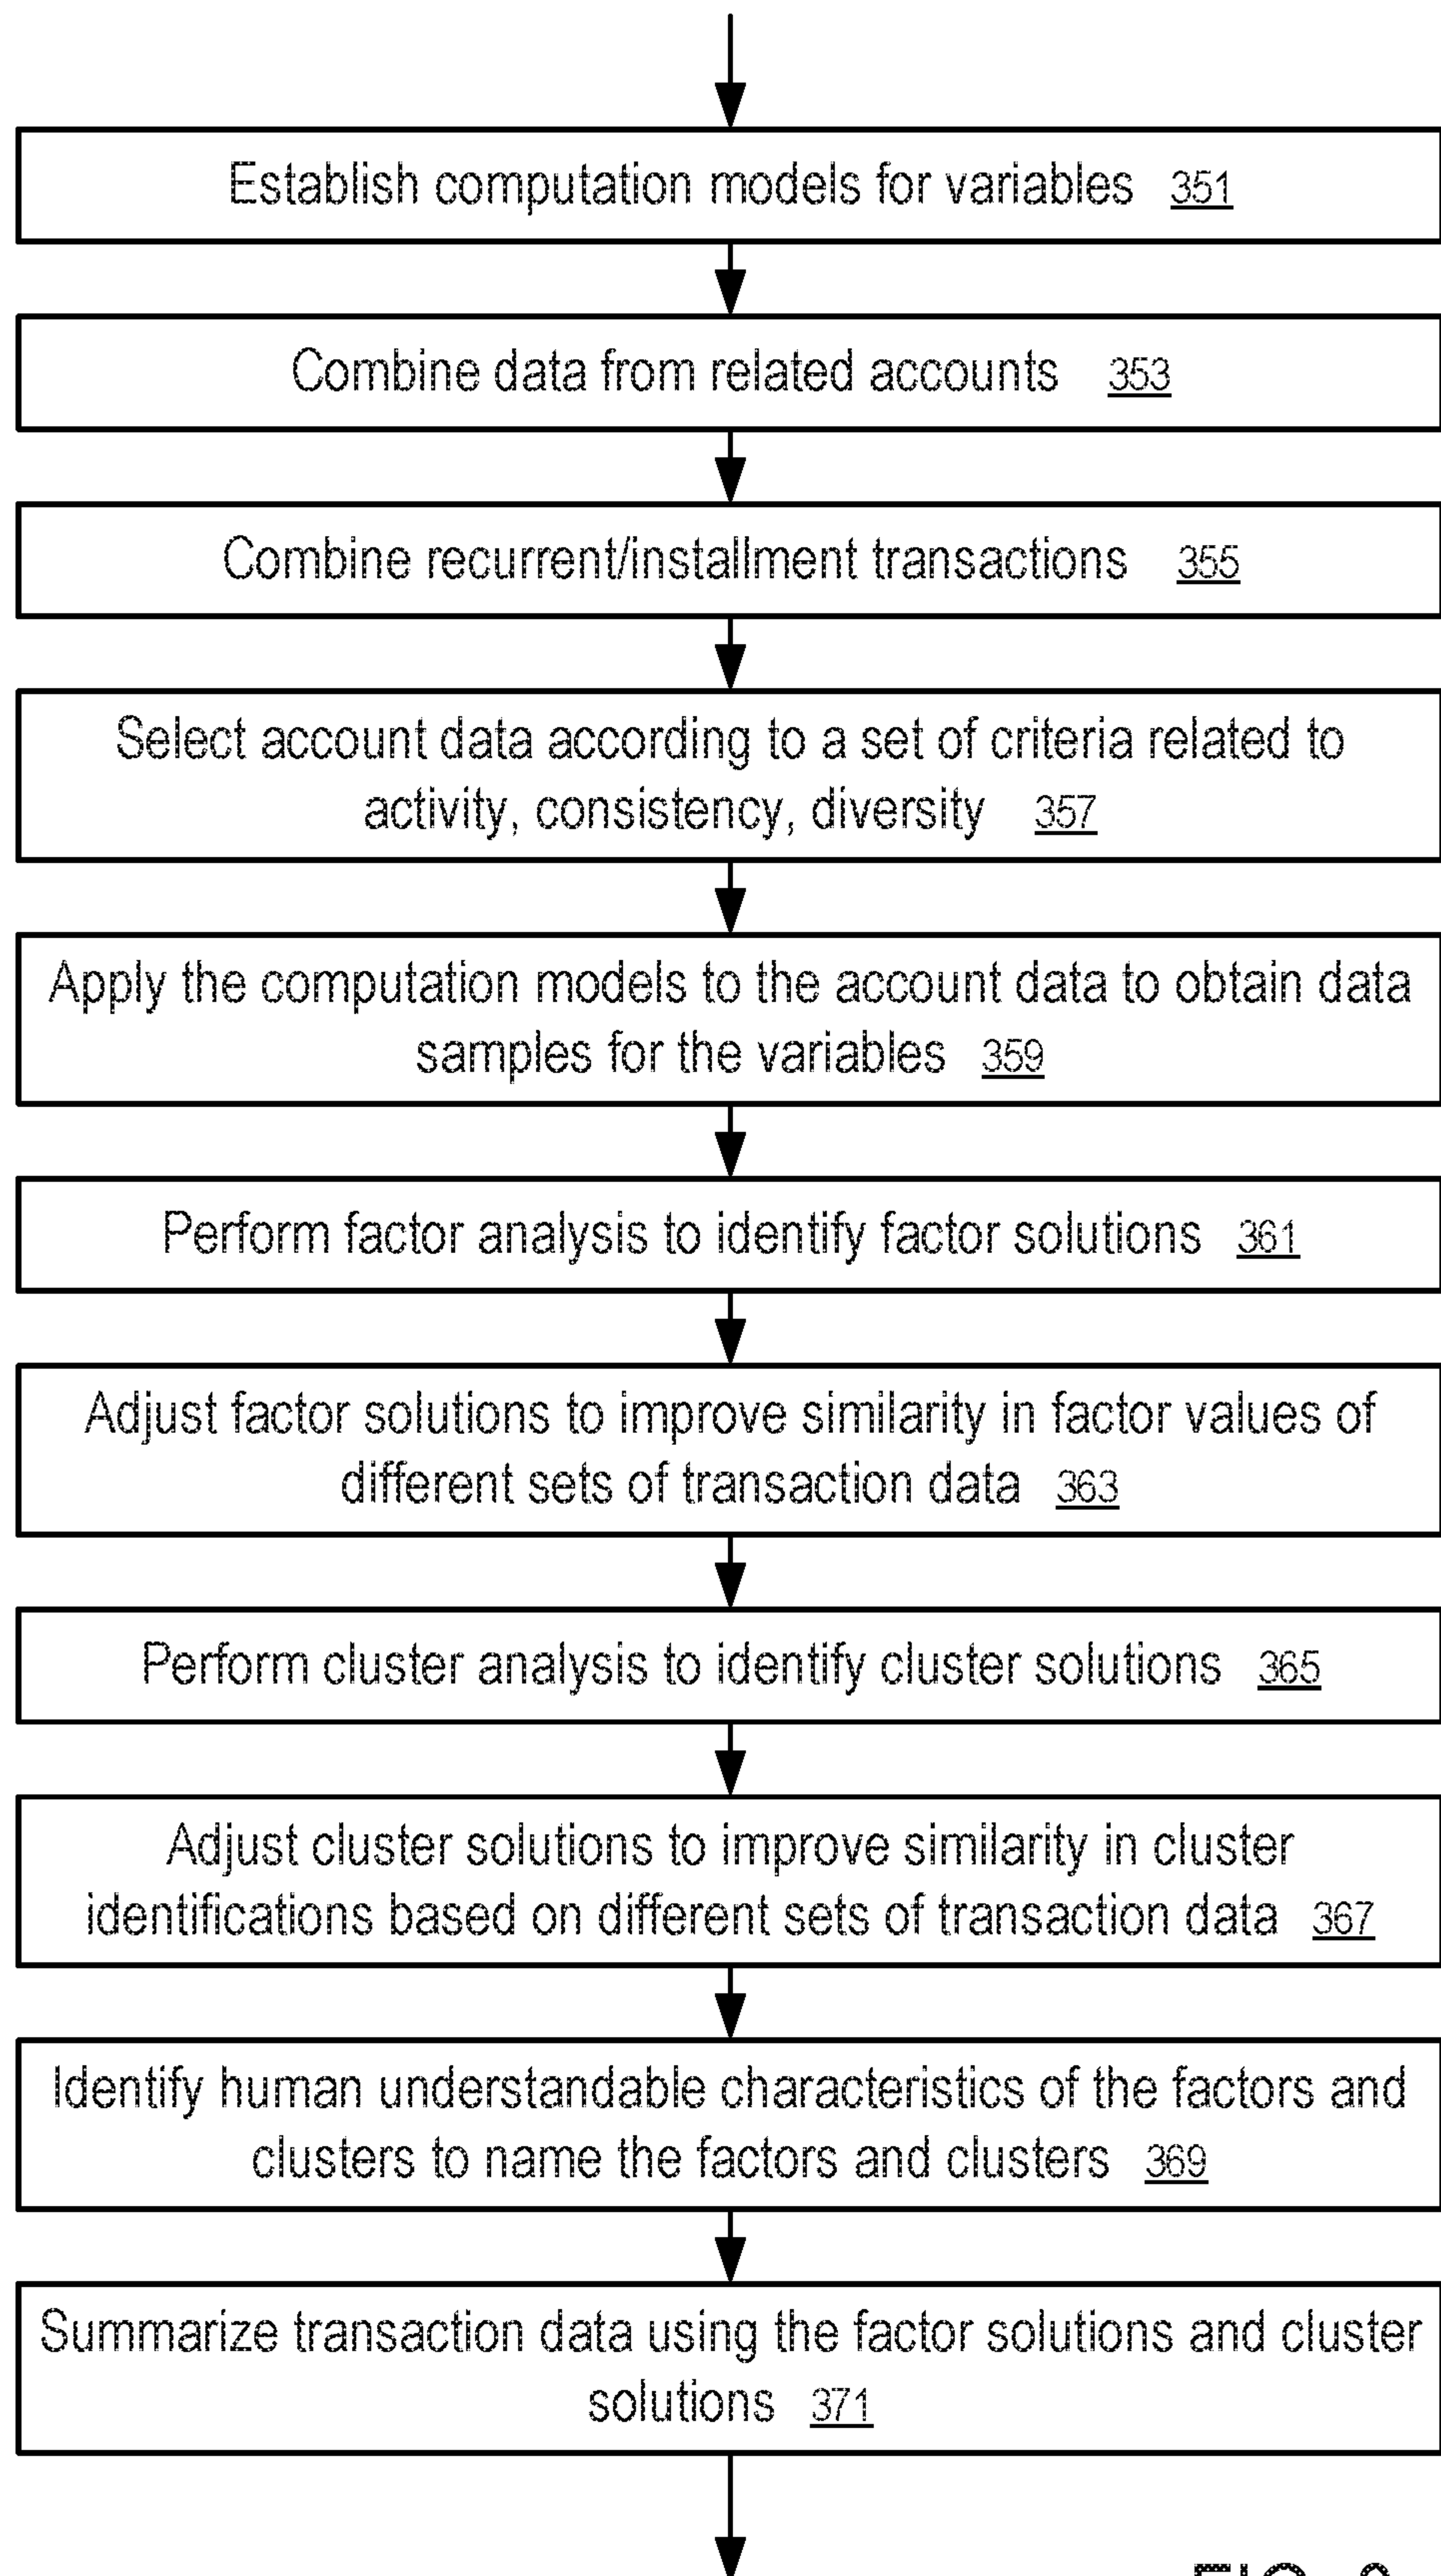 Establish computation models for variables 351
Combine data from related accounts 353
Combine recurrent/installment transactions 355
Select account data according to a set of criteria related to
activity, consistency, diversity 357
Apply the computation models to the account data to obtain data
samples for the variables 359
Perform factor analysis to identify factor solutions 361
Adjust factor solutions to improve similarity in factor values of
different sets of transaction data 363
Perform cluster analysis to identify cluster solutions 365
Adjust cluster solutions to improve similarity in cluster
identifications based on different sets of transaction data 367
Identify human understandable characteristics of the factors and
clusters to name the factors and clusters 369
Summarize transaction data using the factor solutions and cluster
solutions 371
FIG.